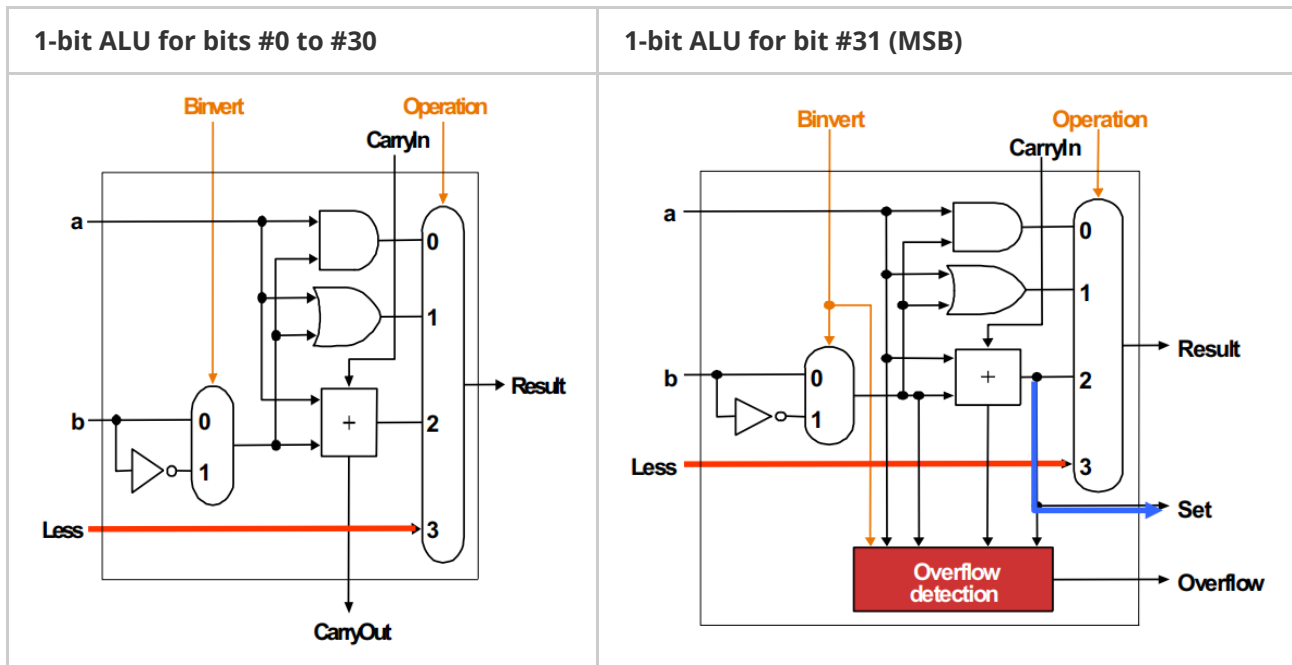 1-bit ALU for bits #0 to #30
1-bit ALU for bit #31 (MSB)
Binvert
Operation
CarryIn
a
0
1
b
0
1
+
2
Result
Less
3
CarryOut
Binvert
Operation
CarryIn
a
0
1
Result
b
0
1
+
2
Less
3
Set
Overflow
detection
Overflow